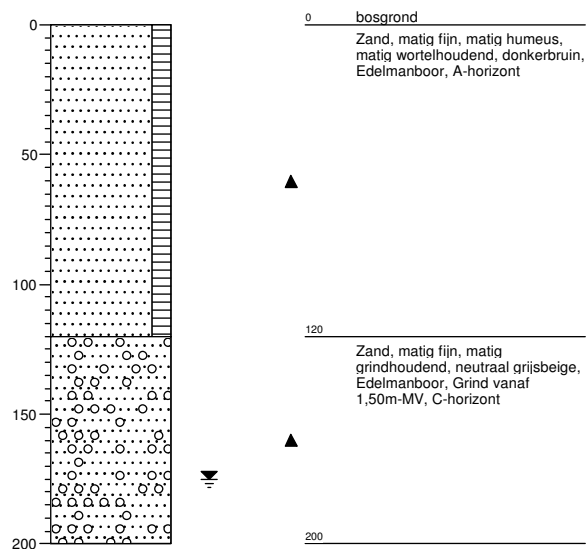 0
50
100
150
200
0 bosgrond
Zand, matig fijn, matig humeus,
matig wortelhoudend, donkerbruin,
Edelmanboor, A-horizont
120
Zand, matig fijn, matig
grindhoudend, neutraal grijsbeige,
Edelmanboor, Grind vanaf
1,50m-MV, C-horizont
200